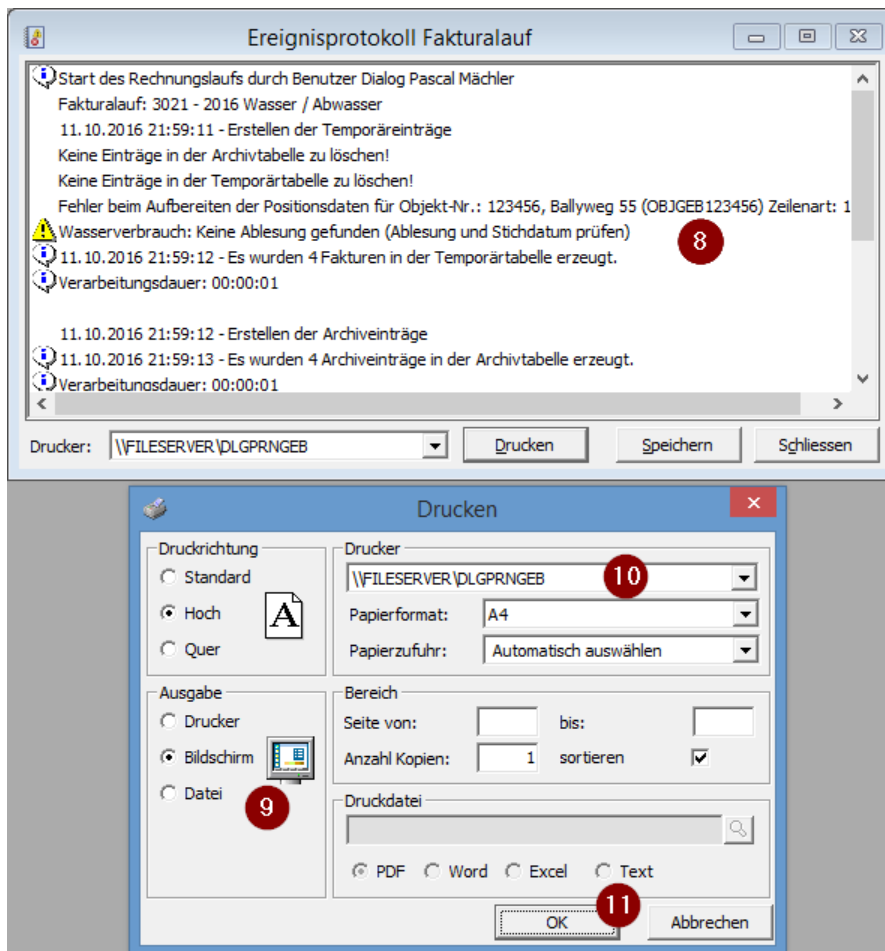 Ereignisprotokoll Fakturalauf
Start des Rechnungslaufs durch Benutzer Dialog Pascal Mächler
Fakturalauf: 3021 - 2016 Wasser / Abwasser
11.10.2016 21:59:11 - Erstellen der Temporäreinträge
Keine Einträge in der Archivtabelle zu löschen!
Keine Einträge in der Temporärtabelle zu löschen!
Fehler beim Aufbereiten der Positionsdaten für Objekt-Nr.: 123456, Ballyweg 55 (OBJGEB123456) Zeilenart: 1
Wasserverbrauch: Keine Ablesung gefunden (Ablesung und Stichdatum prüfen)
8
11.10.2016 21:59:12 - Es wurden 4 Fakturen in der Temporärtabelle erzeugt.
Verarbeitungsdauer: 00:00:01
11.10.2016 21:59:12 - Erstellen der Archiveinträge
11.10.2016 21:59:13 - Es wurden 4 Archiveinträge in der Archivtabelle erzeugt.
Verarbeitungsdauer: 00:00:01
Drucker: \\FILESERVER\DLGPRNGEB Drucken Speichern Schliessen
Drucken
Druckrichtung
Standard
Hoch
A
Quer
Drucker
\\FILESERVER\DLGPRNGEB 10
Papierformat: A4
Papierzufuhr: Automatisch auswählen
Ausgabe
Drucker
Bildschirm
Datei
9
Bereich
Seite von: bis:
Anzahl Kopien: 1 sortieren
Druckdatei
PDF Word Excel Text
11
OK Abbrechen